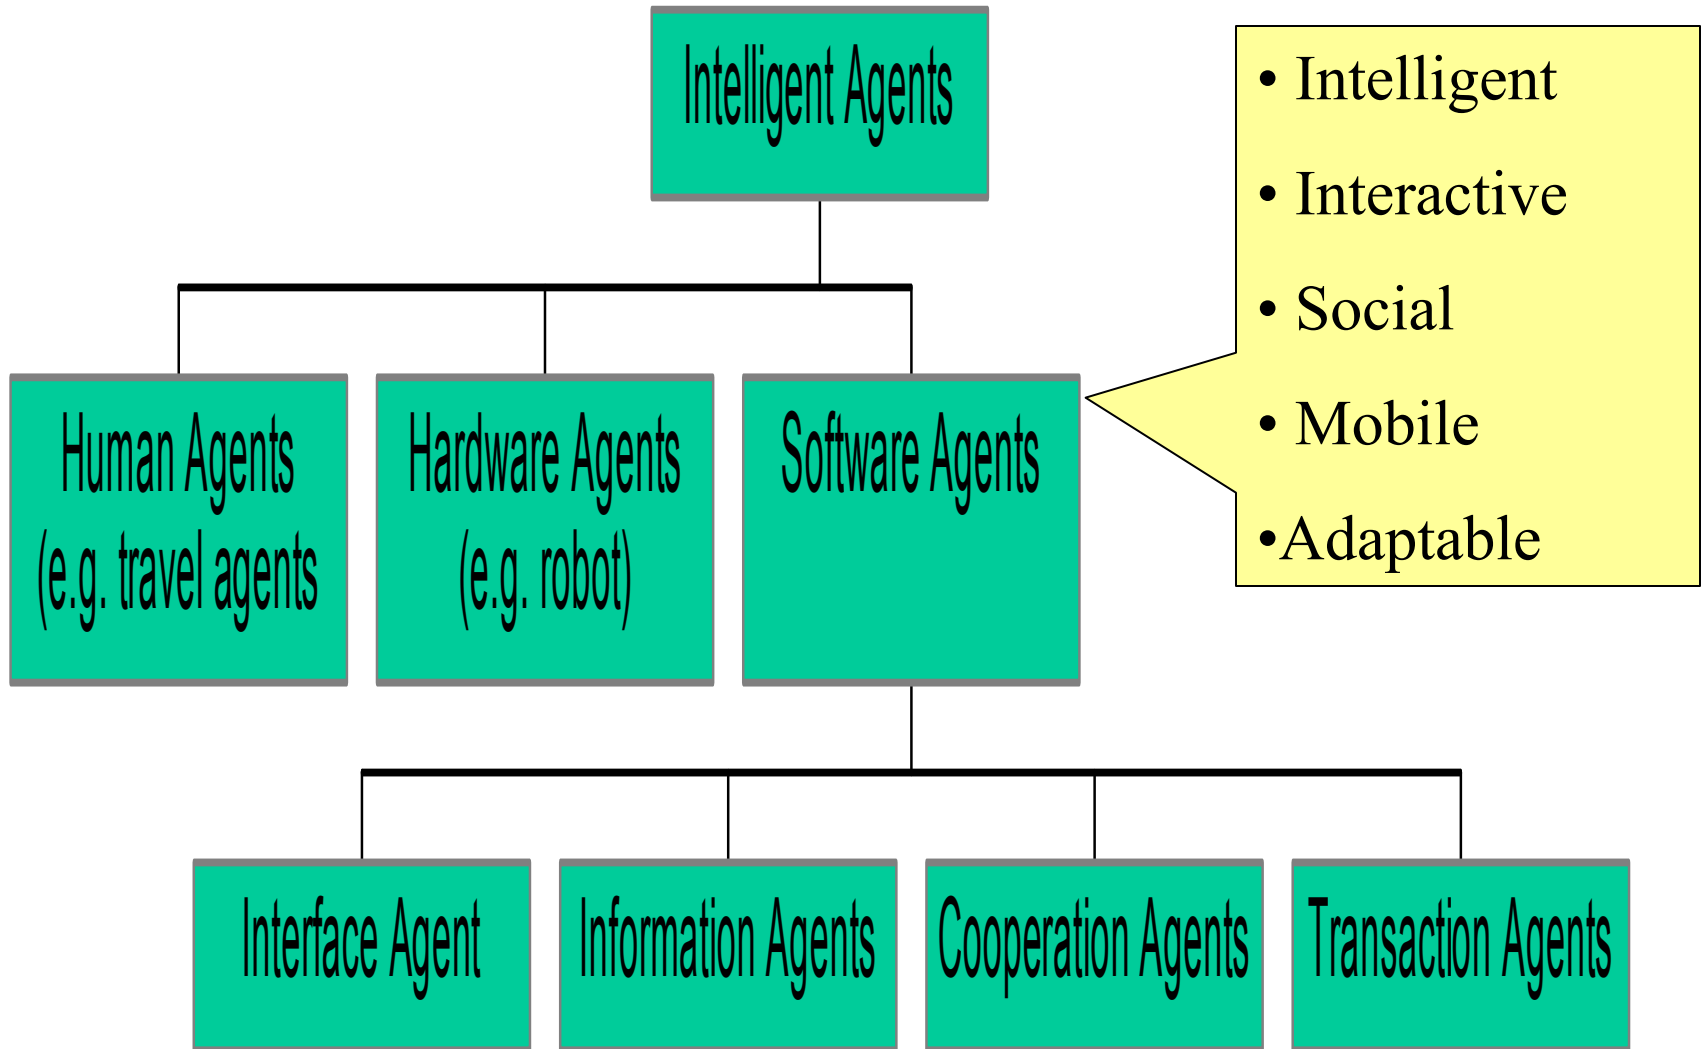 Intelligent Agents
• Intelligent
• Interactive
• Social
• Mobile
•Adaptable
Human Agents
(e.g. travel agents
Hardware Agents
(e.g. robot)
Software Agents
Interface Agent
Information Agents
Cooperation Agents
Transaction Agents